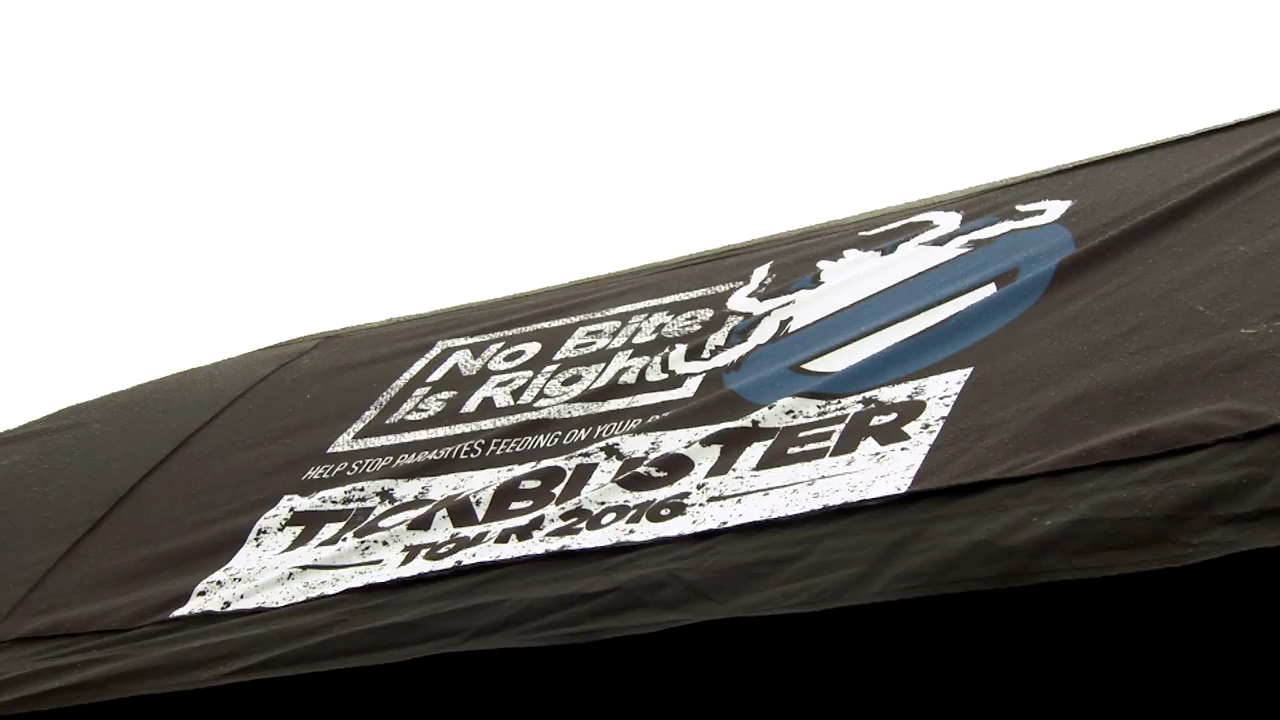 No Bite
is Right
HELP STOP PARASITES FEEDING ON YOUR
TICKBUSTER
TOUR 2016